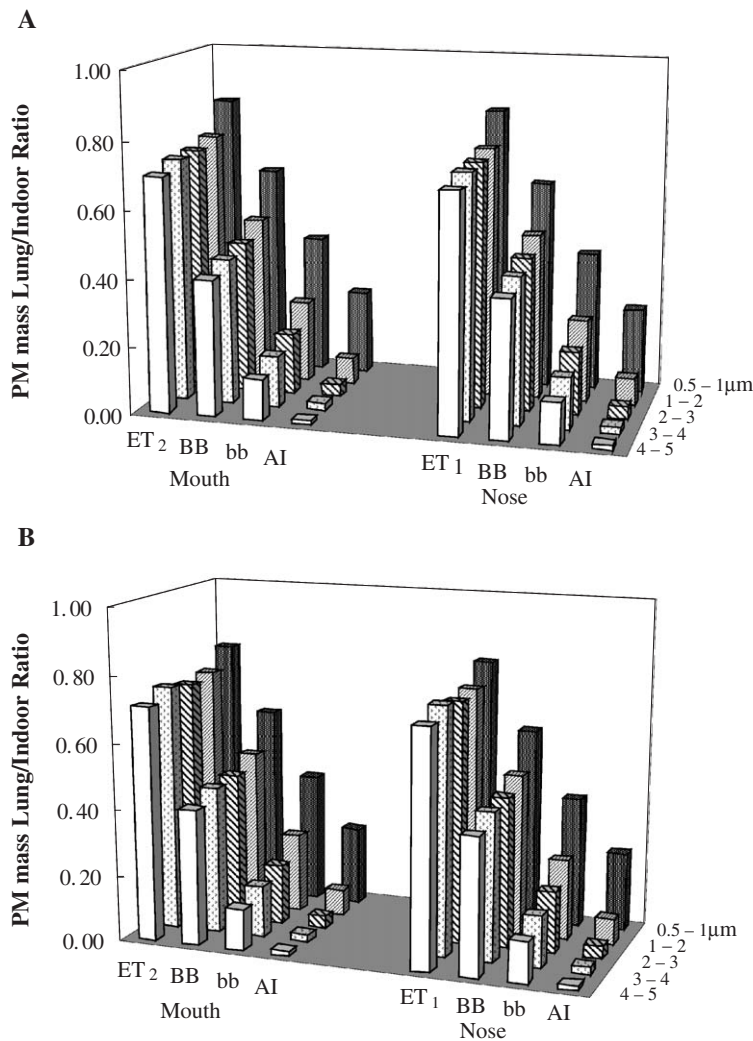 A
PM mass Lung/Indoor Ratio
1.00
0.80
0.60
0.40
0.20
0.00
ET 2 BB bb AI
Mouth
ET 1 BB bb AI
Nose
0.5 – 1µm
1 – 2
2 – 3
3 – 4
4 – 5
B
PM mass Lung/Indoor Ratio
1.00
0.80
0.60
0.40
0.20
0.00
ET 2 BB bb AI
Mouth
ET 1 BB bb AI
Nose
0.5 – 1µm
1 – 2
2 – 3
3 – 4
4 – 5